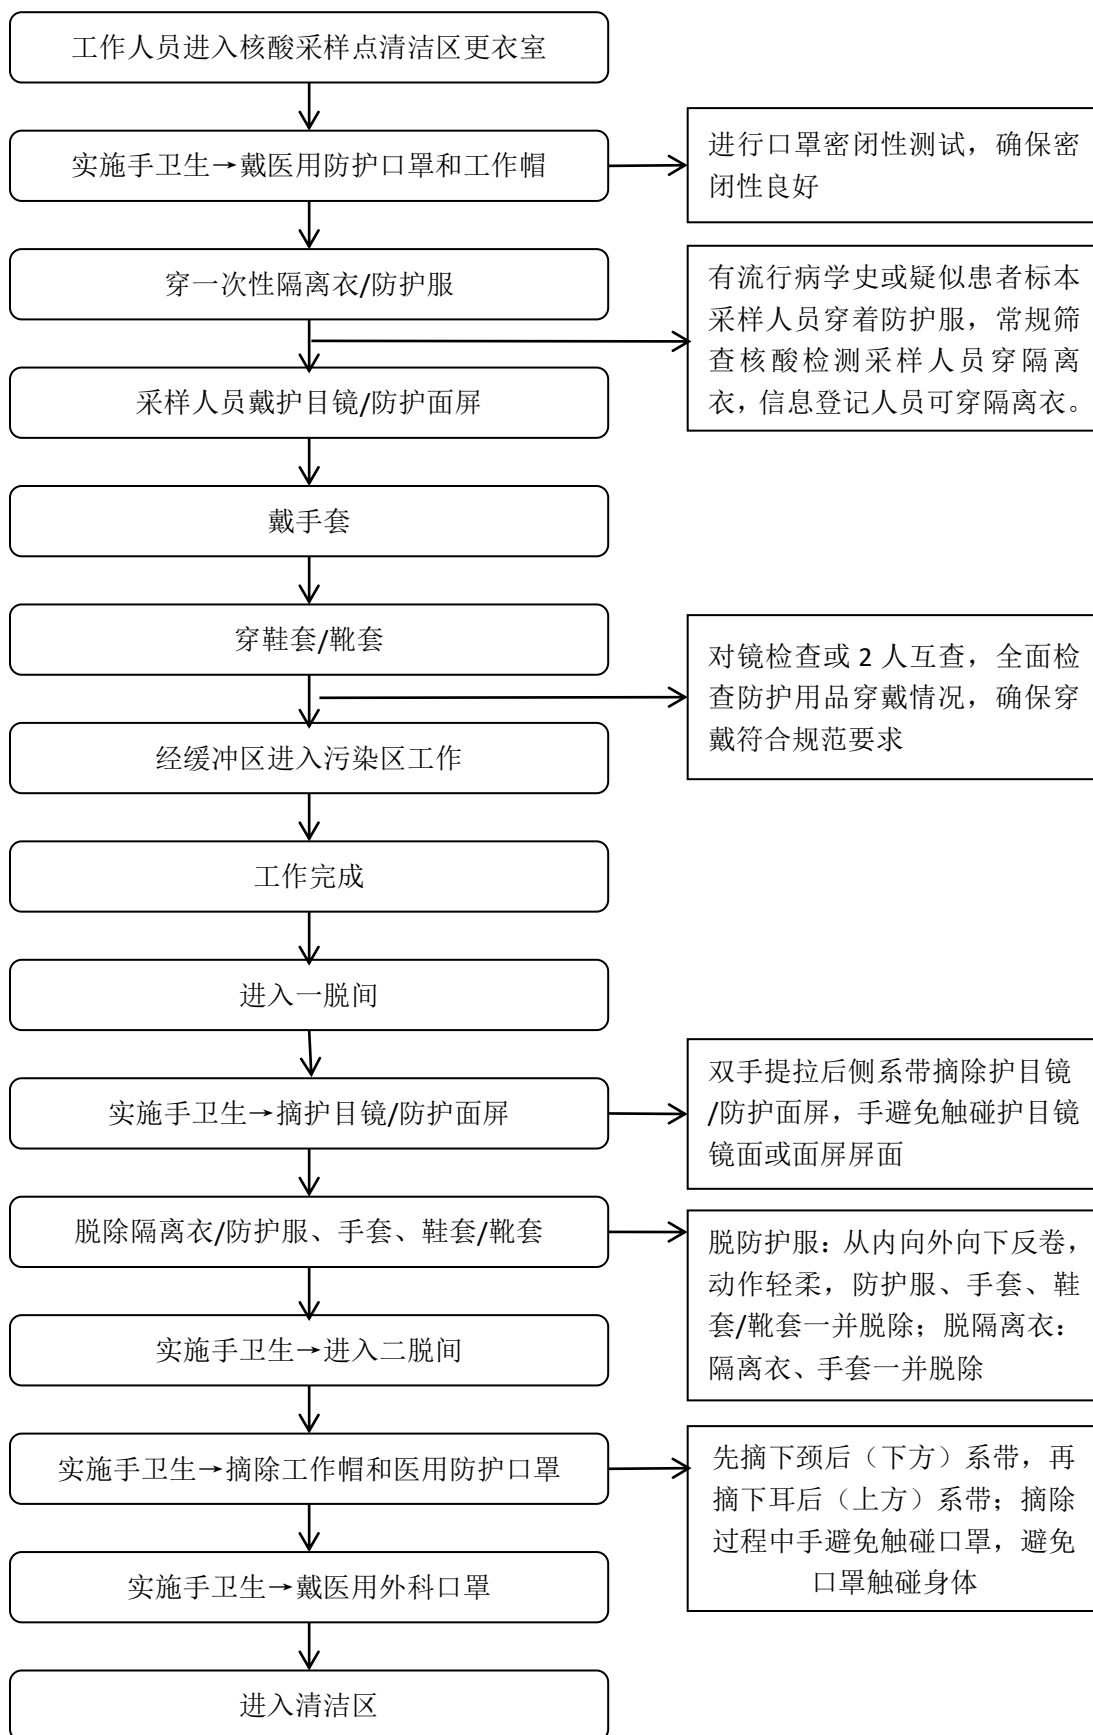 工作人员进入核酸采样点清洁区更衣室
实施手卫生→戴医用防护口罩和工作帽
进行口罩密闭性测试，确保密
闭性良好
穿一次性隔离衣/防护服
有流行病学史或疑似患者标本
采样人员穿着防护服，常规筛
查核酸检测采样人员穿隔离
衣，信息登记人员可穿隔离衣。
采样人员戴护目镜/防护面屏
戴手套
穿鞋套/靴套
对镜检查或 2 人互查，全面检
查防护用品穿戴情况，确保穿
戴符合规范要求
经缓冲区进入污染区工作
工作完成
进入一脱间
实施手卫生→摘护目镜/防护面屏
双手提拉后侧系带摘除护目镜
/防护面屏，手避免触碰护目镜
镜面或面屏屏面
脱除隔离衣/防护服、手套、鞋套/靴套
脱防护服：从内向外向下反卷，
动作轻柔，防护服、手套、鞋
套/靴套一并脱除；脱隔离衣：
隔离衣、手套一并脱除
实施手卫生→进入二脱间
实施手卫生→摘除工作帽和医用防护口罩
先摘下颈后（下方）系带，再
摘下耳后（上方）系带；摘除
过程中手避免触碰口罩，避免
口罩触碰身体
实施手卫生→戴医用外科口罩
进入清洁区